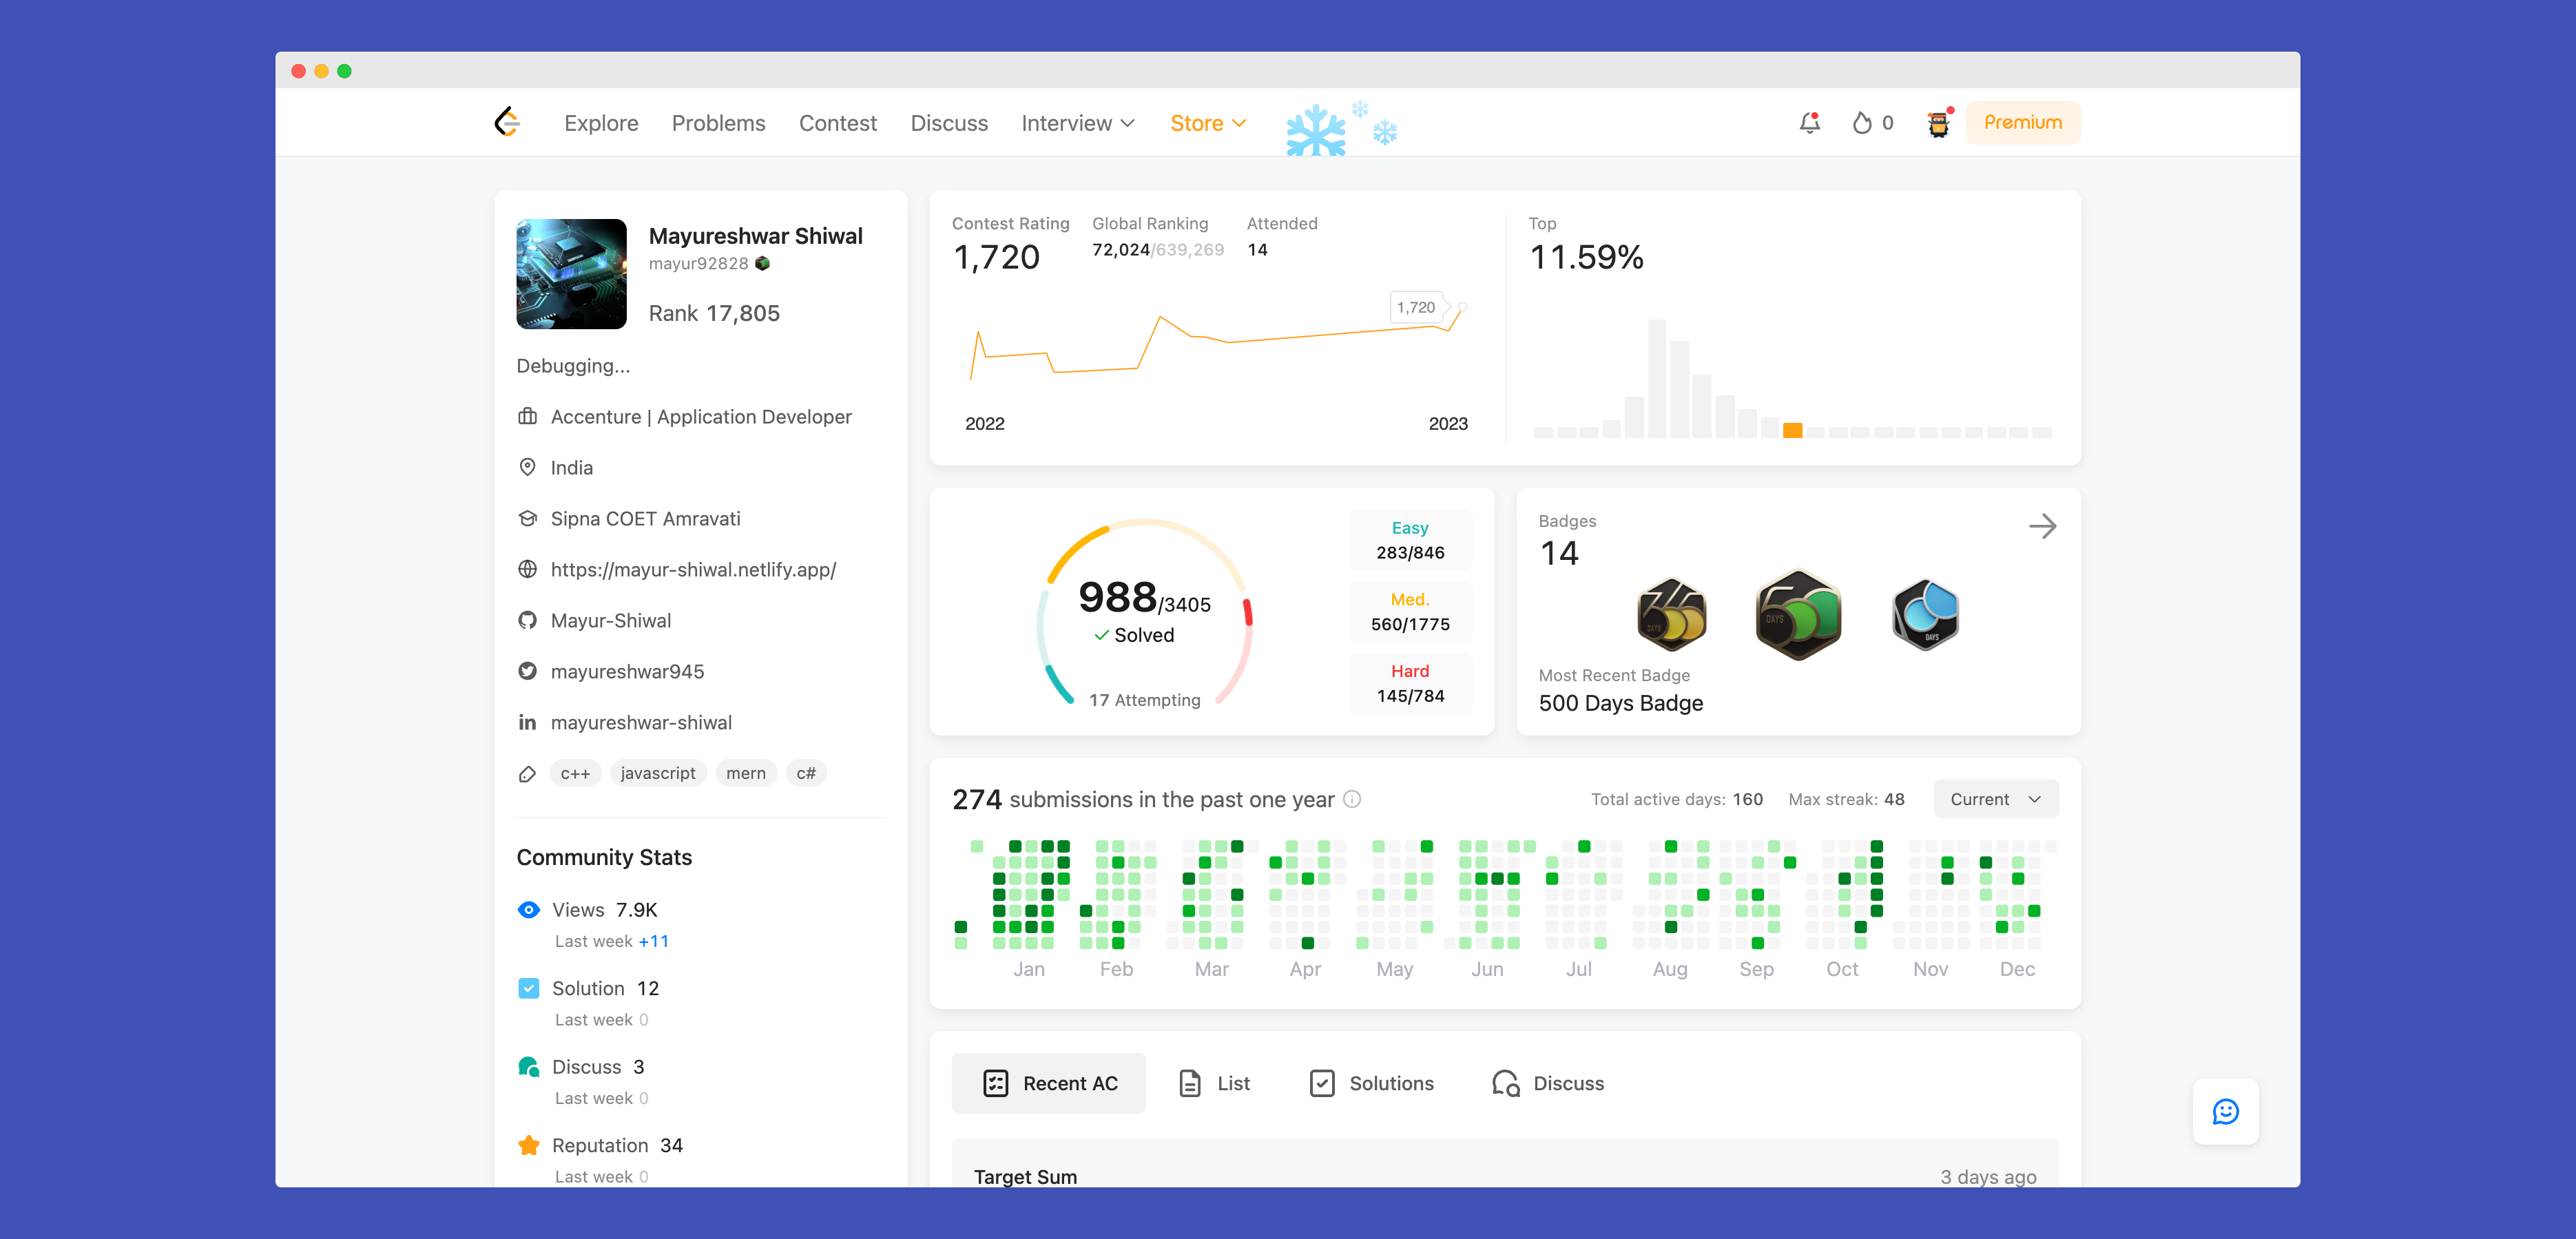 Explore Problems Contest Discuss Interview Store 0 Premium
Mayureshwar Shiwal
mayur92828
Rank 17,805
Debugging...
Accenture | Application Developer
India
Sipna COET Amravati
https://mayur-shiwal.netlify.app/
Mayur-Shiwal
mayureshwar945
in mayureshwar-shiwal
c++ javascript mern c#
Community Stats
Views 7.9K
Last week +11
Solution 12
Last week 0
Discuss 3
Last week 0
Reputation 34
Last week 0
Contest Rating Global Ranking Attended
1,720 72,024/639,269 14
1,720
2022 2023
Top
11.59%
988/3405
Solved
17 Attempting
Easy
283/846
Med.
560/1775
Hard
145/784
Badges
14
DAYS DAYS DAYS
Most Recent Badge
500 Days Badge
274 submissions in the past one year Total active days: 160 Max streak: 48 Current
Jan Feb Mar Apr May Jun Jul Aug Sep Oct Nov Dec
Recent AC List Solutions Discuss
Target Sum 3 days ago